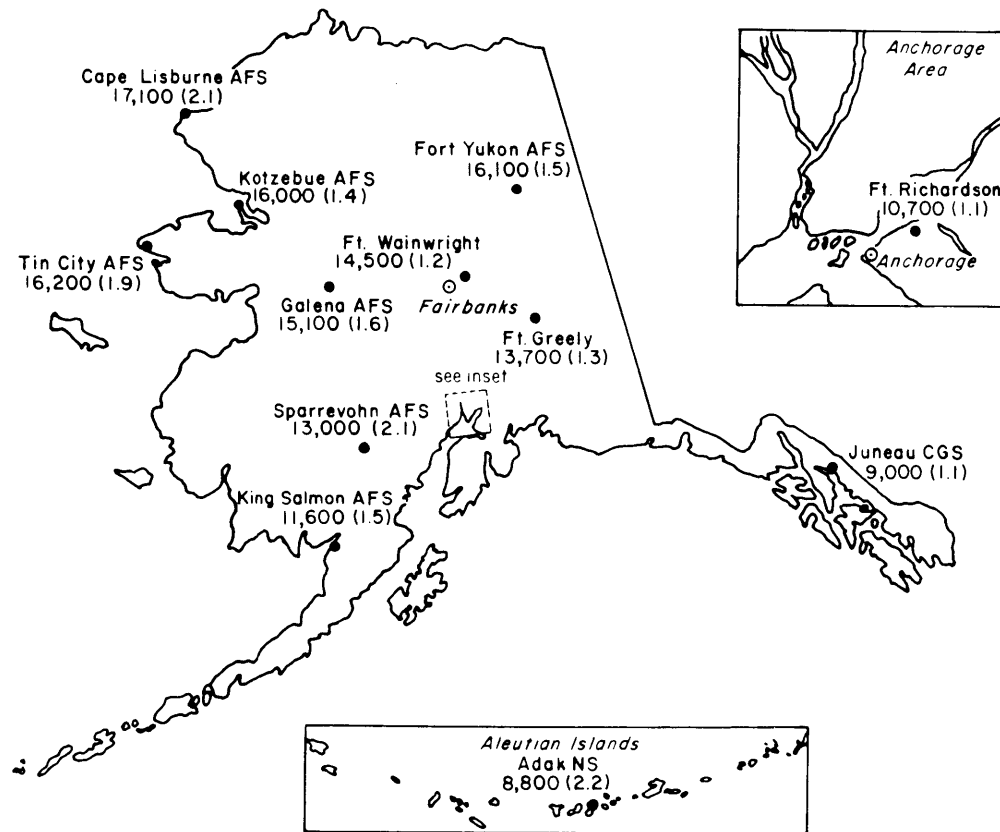 Cape Lisburne AFS
17,100 (2.1)
Anchorage
Area
Fort Yukon AFS
16,100 (1.5)
Kotzebue AFS
16,000 (1.4)
Ft. Richardson
10,700 (1.1)
Anchorage
Ft. Wainwright
14,500 (1.2)
Tin City AFS
16,200 (1.9)
Galena AFS
15,100 (1.6)
Fairbanks
Ft. Greely
13,700 (1.3)
see inset
Sparrevohn AFS
13,000 (2.1)
Juneau CGS
9,000 (1.1)
King Salmon AFS
11,600 (1.5)
Aleutian Islands
Adak NS
8,800 (2.2)